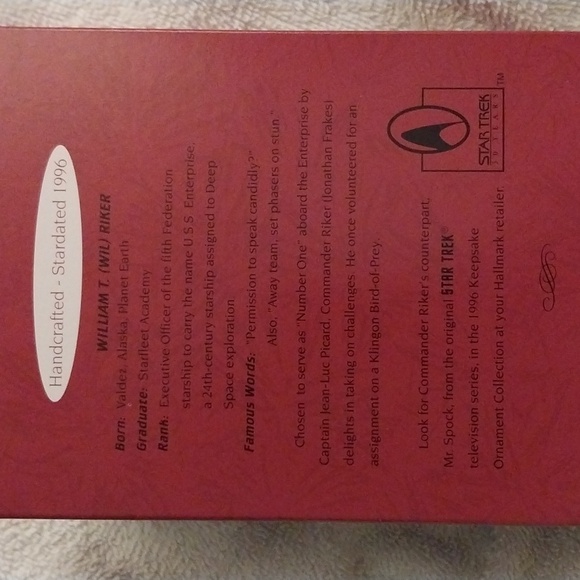 Handcrafted - Stardated 1996
WILLIAM T. (WIL) RIKER
Born: Valdez, Alaska, Planet Earth
Graduate: Starfleet Academy
Rank: Executive Officer of the fifth Federation
starship to carry the name U.S.S. Enterprise,
a 24th-century starship assigned to Deep
Space exploration.
Famous Words: "Permission to speak candidly?"
Also, "Away team, set phasers on stun."
Chosen to serve as "Number One" aboard the Enterprise by
Captain Jean-Luc Picard, Commander Riker (Jonathan Frakes)
delights in taking on challenges. He once volunteered for an
assignment on a Klingon Bird-of-Prey.
Look for Commander Riker's counterpart,
Mr. Spock, from the original STAR TREK®
television series, in the 1996 Keepsake
Ornament Collection at your Hallmark retailer.
STAR TREK
30 YEARS
TM